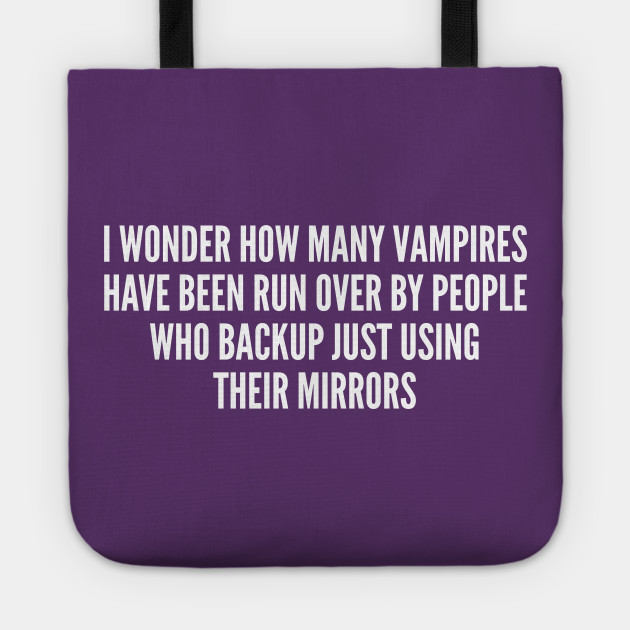 I WONDER HOW MANY VAMPIRES
HAVE BEEN RUN OVER BY PEOPLE
WHO BACKUP JUST USING
THEIR MIRRORS